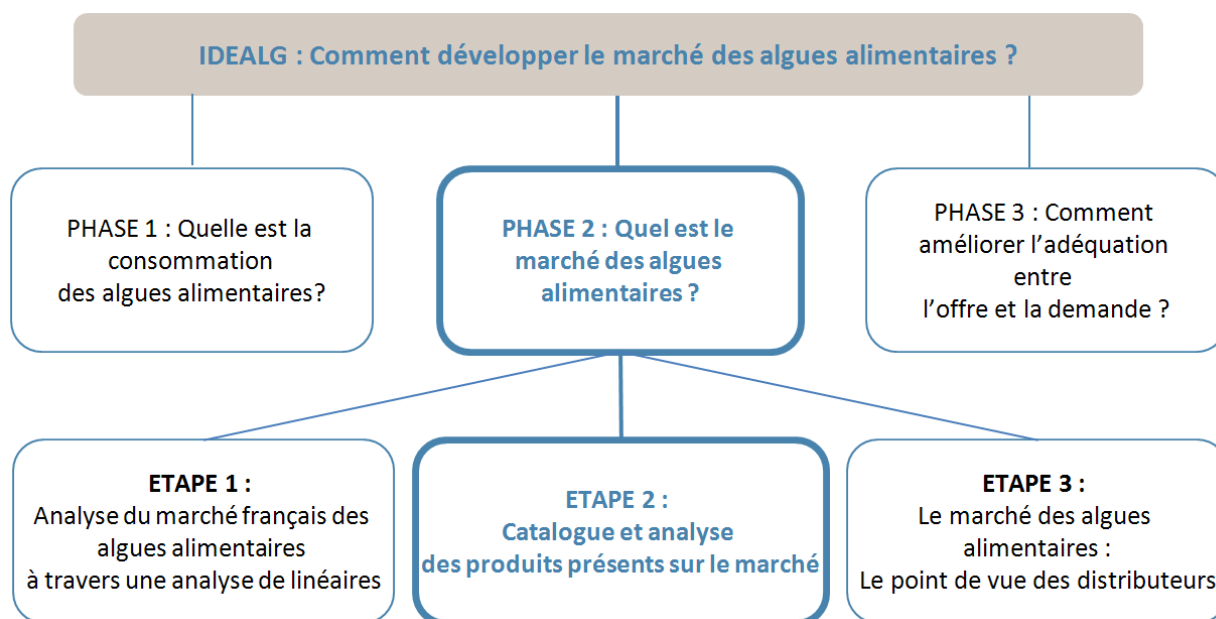 IDEALG : Comment développer le marché des algues alimentaires ?
PHASE 1 : Quelle est la
consommation
des algues alimentaires?
PHASE 2 : Quel est le
marché des algues
alimentaires ?
PHASE 3 : Comment
améliorer l’adéquation
entre
l’offre et la demande ?
ETAPE 1 :
Analyse du marché français des
algues alimentaires
à travers une analyse de linéaires
ETAPE 2 :
Catalogue et analyse
des produits présents sur le marché
ETAPE 3 :
Le marché des algues
alimentaires :
Le point de vue des distributeurs